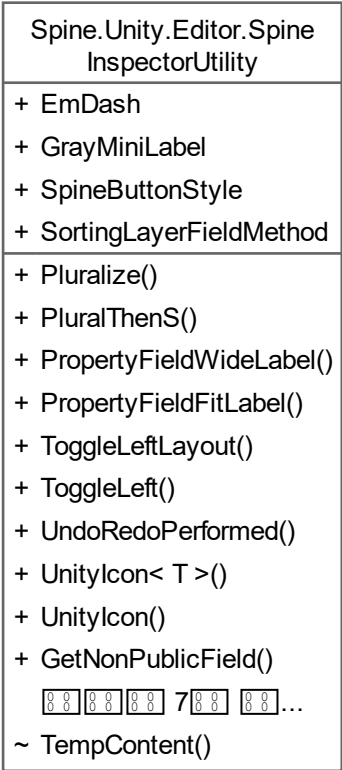 Spine.Unity.Editor.Spine
InspectorUtility
+ EmDash
+ GrayMiniLabel
+ SpineButtonStyle
+ SortingLayerFieldMethod
+ Pluralize()
+ PluralThenS()
+ PropertyFieldWideLabel()
+ PropertyFieldFitLabel()
+ ToggleLeftLayout()
+ ToggleLeft()
+ UndoRedoPerformed()
+ UnityIcon< T >()
+ UnityIcon()
+ GetNonPublicField()
7 ...
~ TempContent()